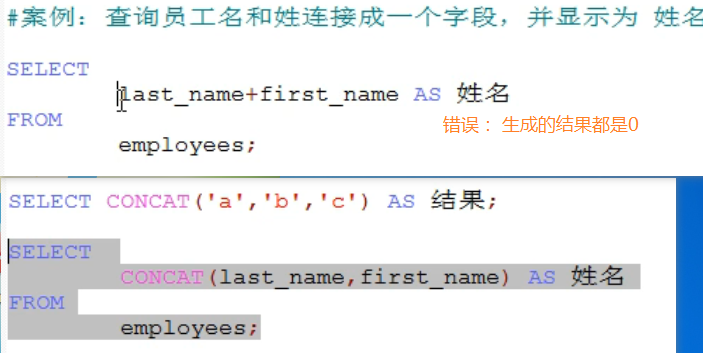 #案例：查询员工名和姓连接成一个字段，并显示为 姓名
SELECT
last_name+first_name AS 姓名
FROM
错误： 生成的结果都是0
employees;
SELECT CONCAT('a','b','c') AS 结果;
SELECT
CONCAT(last_name,first_name) AS 姓名
FROM
employees;